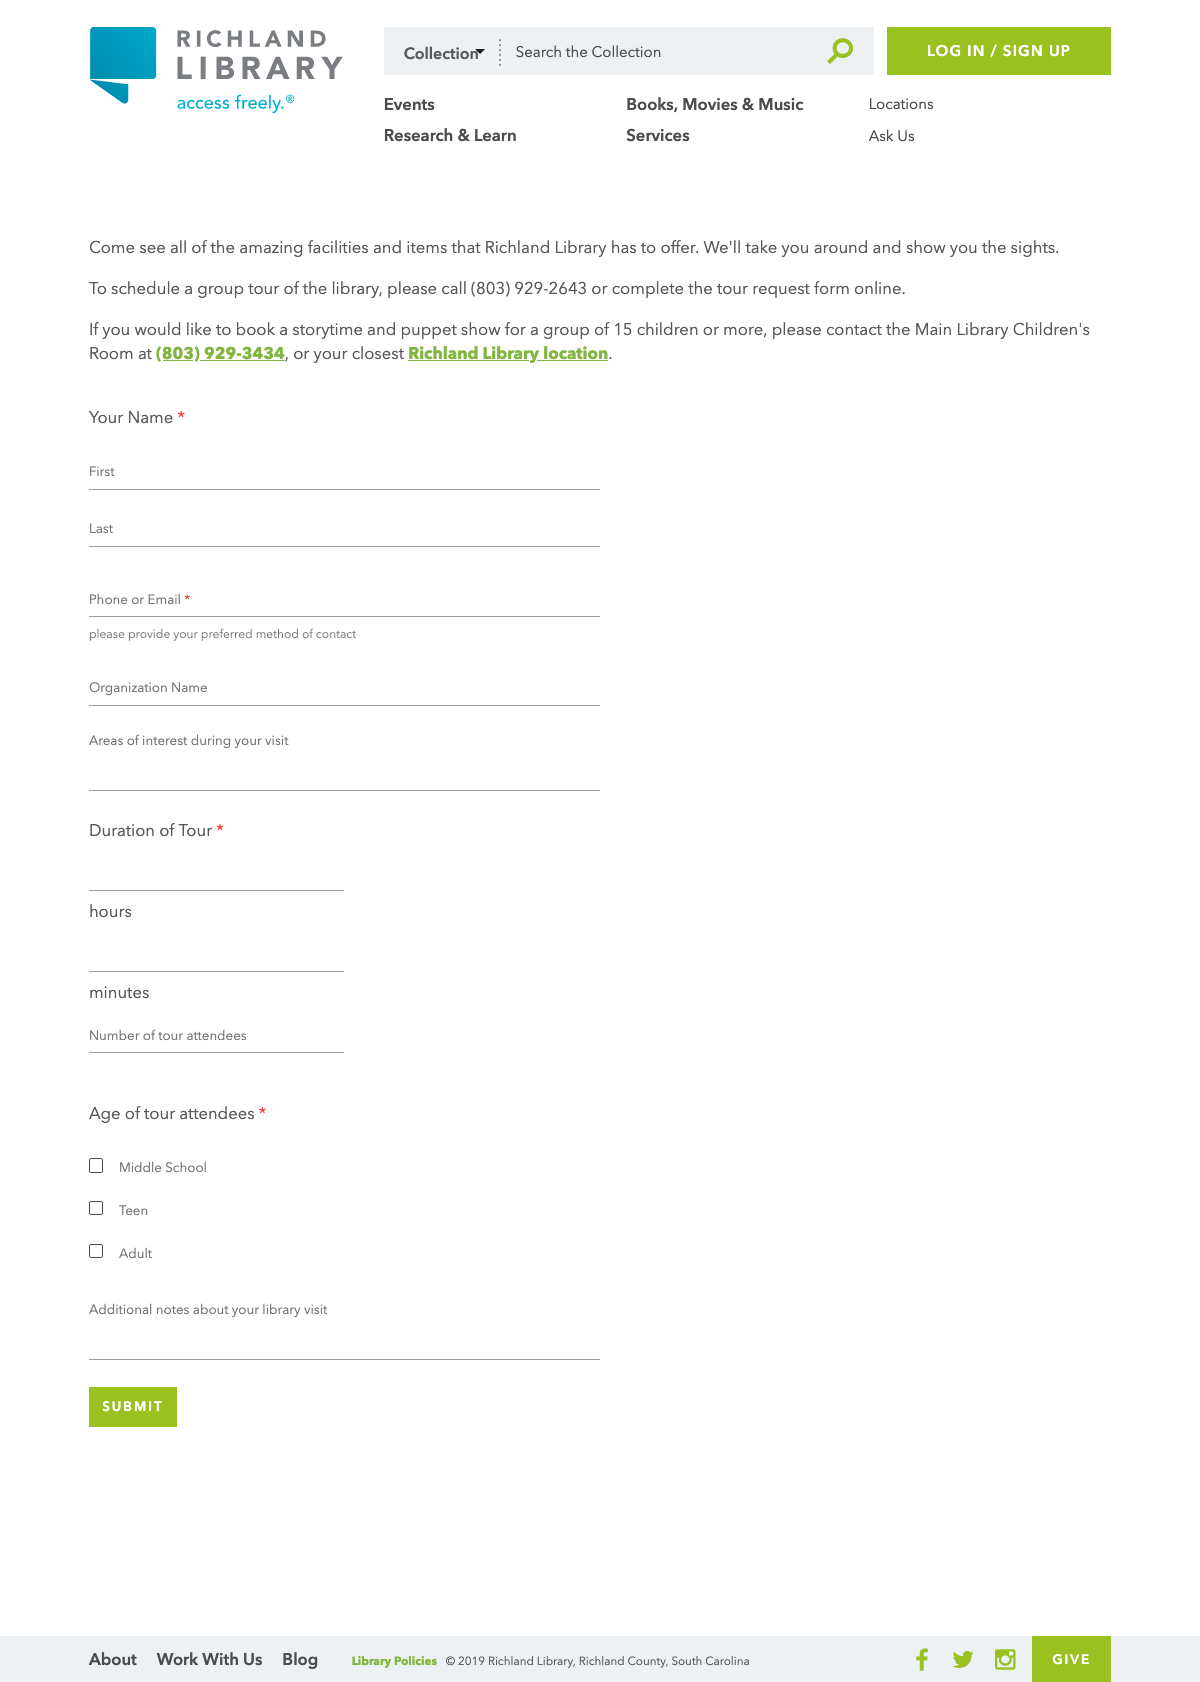 RICHLAND
LIBRARY
access freely.®
Collection
Search the Collection
LOG IN / SIGN UP
Events
Books, Movies & Music
Locations
Research & Learn
Services
Ask Us
Come see all of the amazing facilities and items that Richland Library has to offer. We'll take you around and show you the sights.
To schedule a group tour of the library, please call (803) 929-2643 or complete the tour request form online.
If you would like to book a storytime and puppet show for a group of 15 children or more, please contact the Main Library Children's
Room at (803) 929-3434, or your closest Richland Library location.
Your Name *
First
Last
Phone or Email *
please provide your preferred method of contact
Organization Name
Areas of interest during your visit
Duration of Tour *
hours
minutes
Number of tour attendees
Age of tour attendees *
Middle School
Teen
Adult
Additional notes about your library visit
SUBMIT
About Work With Us Blog Library Policies © 2019 Richland Library, Richland County, South Carolina
GIVE